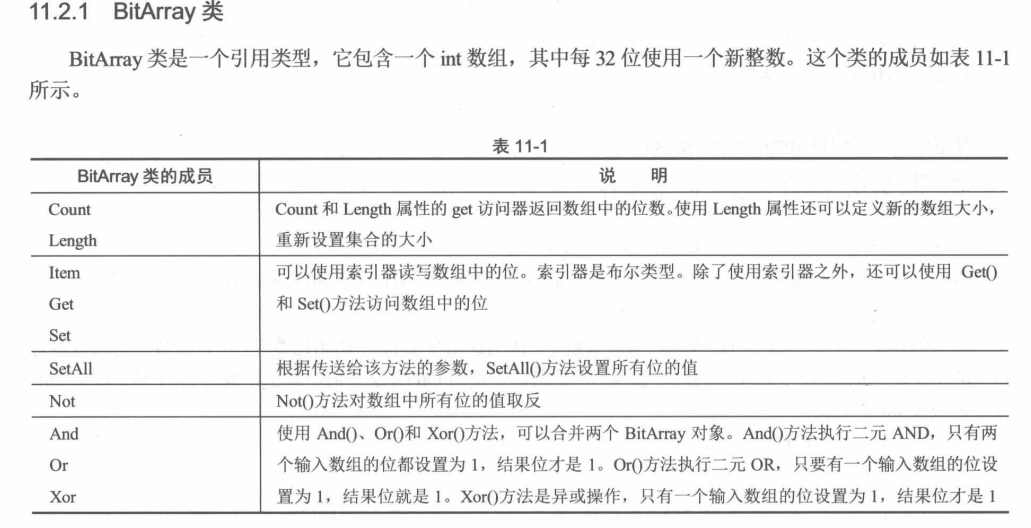 11.2.1 BitArray 类
BitArray 类是一个引用类型，它包含一个 int 数组，其中每 32 位使用一个新整数。这个类的成员如表 11-1
所示。
表 11-1
BitArray 类的成员 说 明
Count Count 和 Length 属性的 get 访问器返回数组中的位数。使用 Length 属性还可以定义新的数组大小，
Length 重新设置集合的大小
Item 可以使用索引器读写数组中的位。索引器是布尔类型。除了使用索引器之外，还可以使用 Get()
Get 和 Set()方法访问数组中的位
Set
SetAll 根据传送给该方法的参数，SetAll()方法设置所有位的值
Not Not()方法对数组中所有位的值取反
And 使用 And()、Or()和 Xor()方法，可以合并两个 BitArray 对象。And()方法执行二元 AND，只有两
Or 个输入数组的位都设置为 1，结果位才是 1。Or()方法执行二元 OR，只要有一个输入数组的位设
Xor 置为 1，结果位就是 1。Xor()方法是异或操作，只有一个输入数组的位设置为 1，结果位才是 1